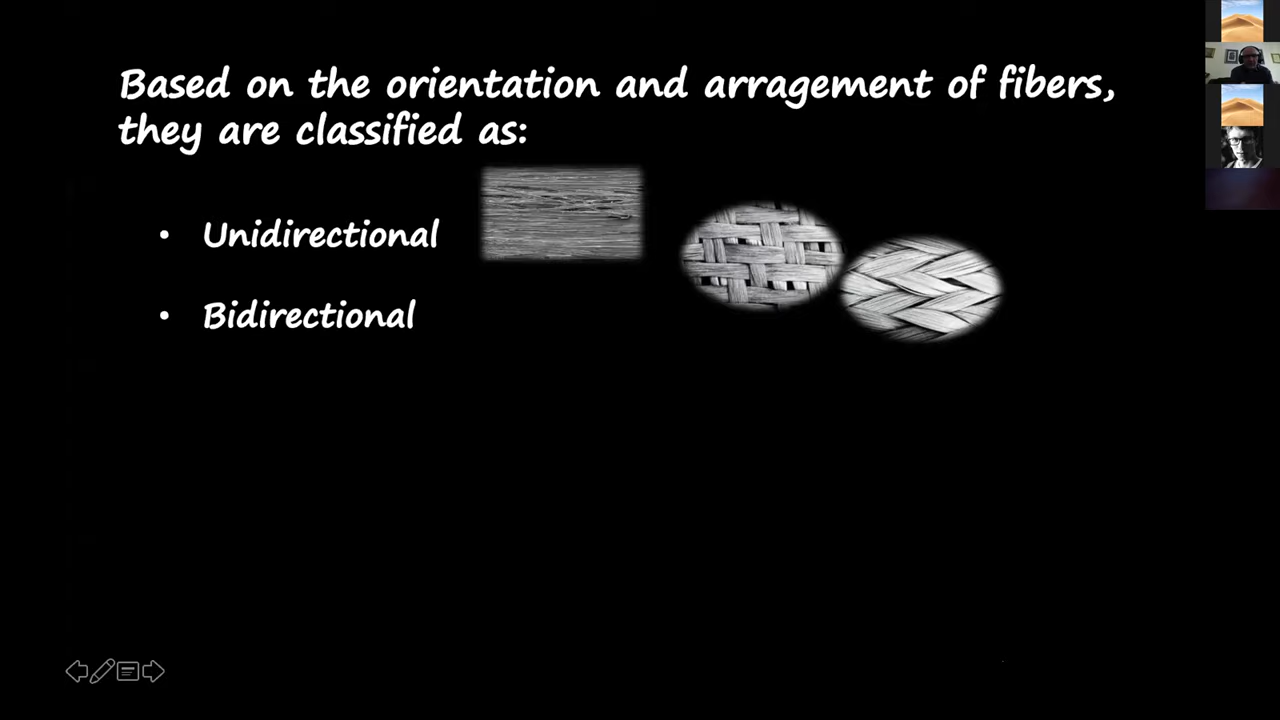 Based on the orientation and arragement of fibers,
they are classified as:
• Unidirectional
• Bidirectional